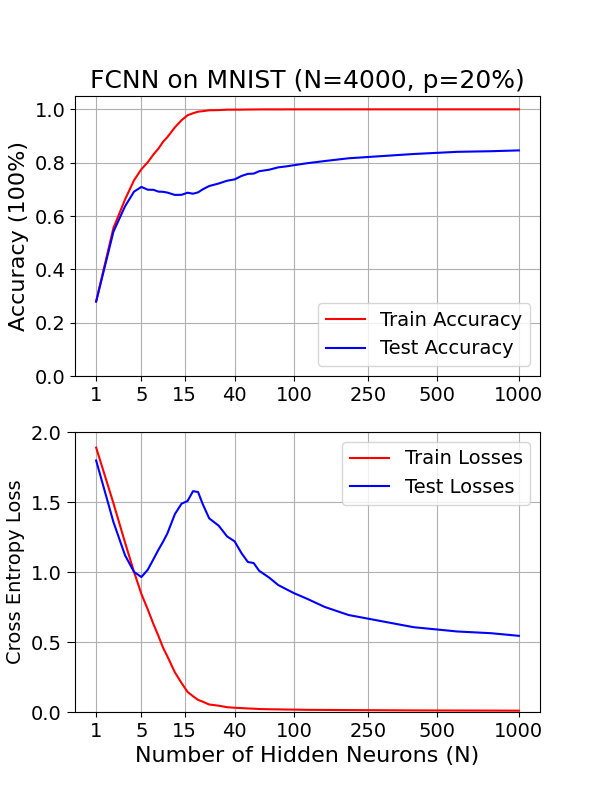 FCNN on MNIST (N=4000, p=20%)
Accuracy (100%)
1.0
0.8
0.6
0.4
0.2
0.0
Train Accuracy
Test Accuracy
1 5 15 40 100 250 500 1000
Cross Entropy Loss
2.0
1.5
1.0
0.5
0.0
Train Losses
Test Losses
1 5 15 40 100 250 500 1000
Number of Hidden Neurons (N)